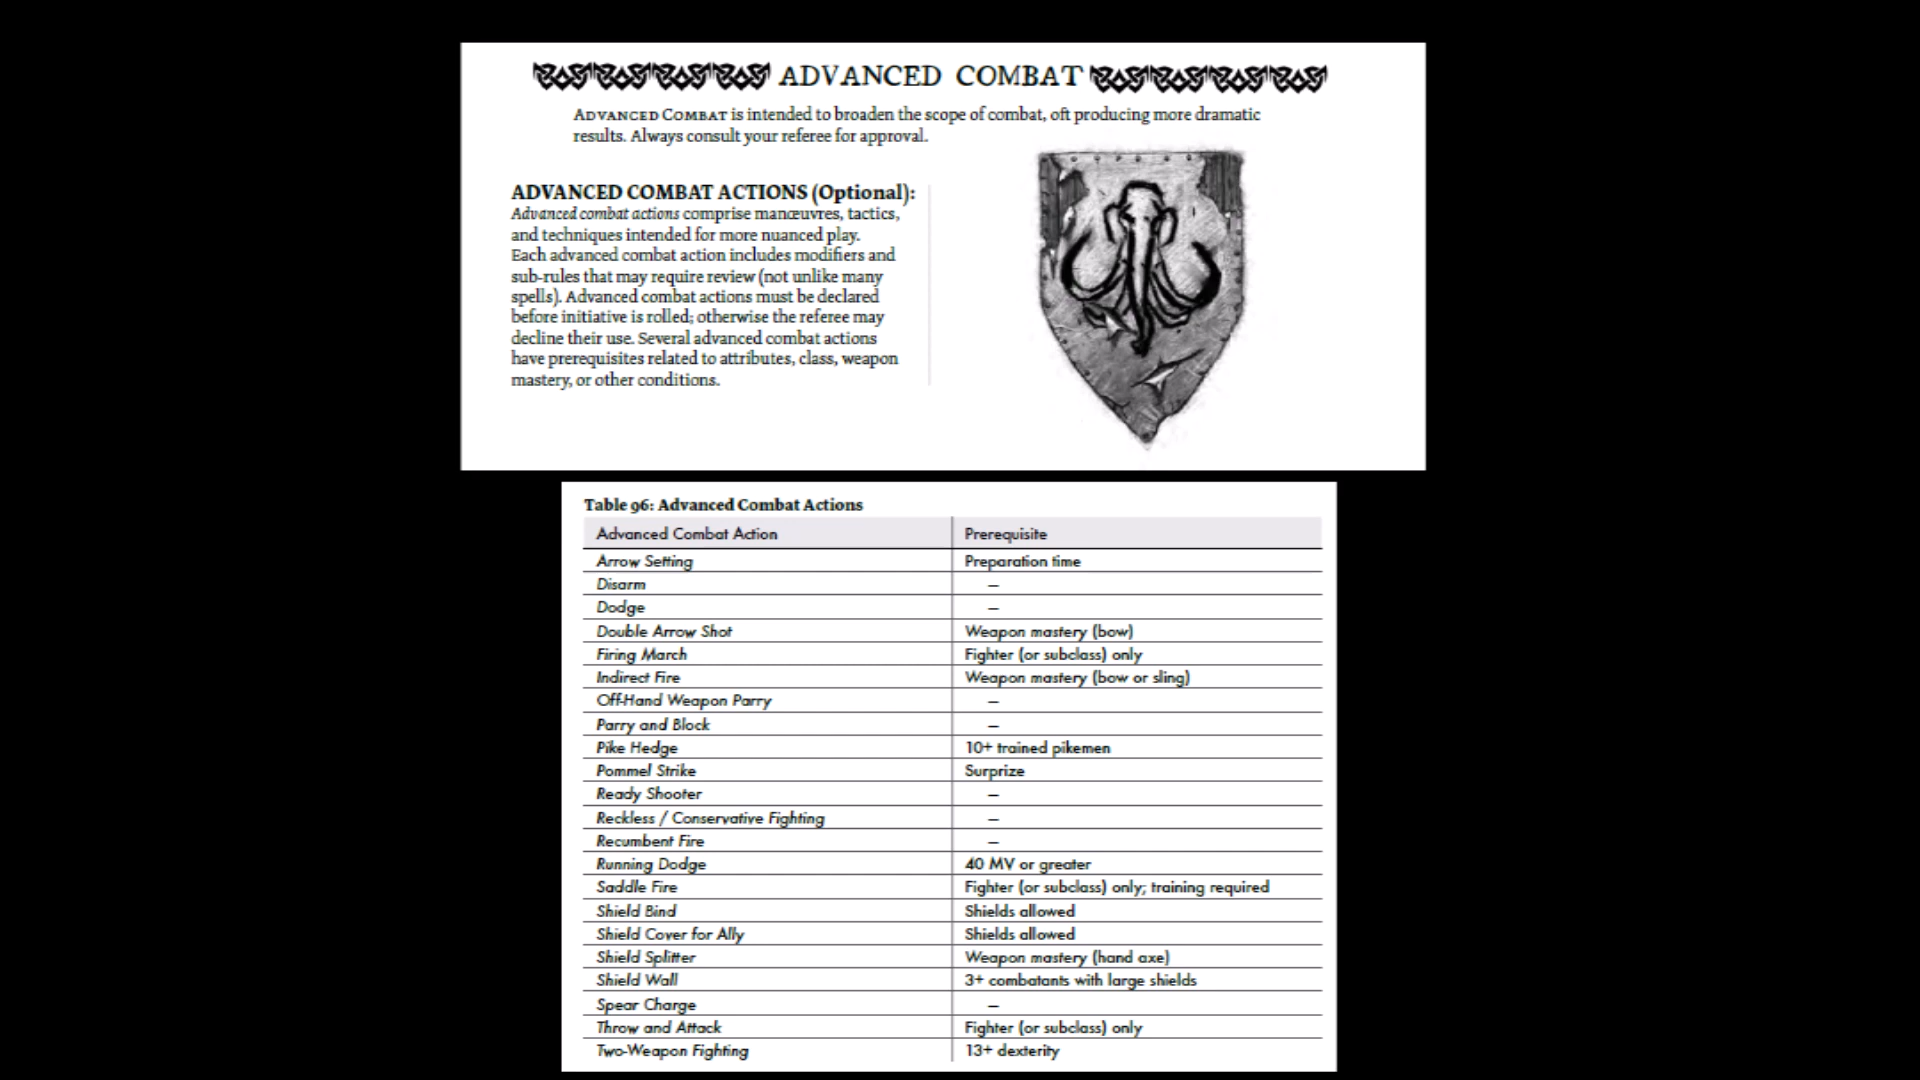 ADVANCED COMBAT
ADVANCED COMBAT is intended to broaden the scope of combat, oft producing more dramatic
results. Always consult your referee for approval.
ADVANCED COMBAT ACTIONS (Optional):
Advanced combat actions comprise manœuvres, tactics,
and techniques intended for more nuanced play.
Each advanced combat action includes modifiers and
sub-rules that may require review (not unlike many
spells). Advanced combat actions must be declared
before initiative is rolled; otherwise the referee may
decline their use. Several advanced combat actions
have prerequisites related to attributes, class, weapon
mastery, or other conditions.
Table 96: Advanced Combat Actions
Advanced Combat Action Prerequisite
Arrow Setting Preparation time
Disarm –
Dodge –
Double Arrow Shot Weapon mastery (bow)
Firing March Fighter (or subclass) only
Indirect Fire Weapon mastery (bow or sling)
Off-Hand Weapon Parry –
Parry and Block –
Pike Hedge 10+ trained pikemen
Pommel Strike Surprize
Ready Shooter –
Reckless / Conservative Fighting –
Recumbent Fire –
Running Dodge 40 MV or greater
Saddle Fire Fighter (or subclass) only; training required
Shield Bind Shields allowed
Shield Cover for Ally Shields allowed
Shield Splitter Weapon mastery (hand axe)
Shield Wall 3+ combatants with large shields
Spear Charge –
Throw and Attack Fighter (or subclass) only
Two-Weapon Fighting 13+ dexterity